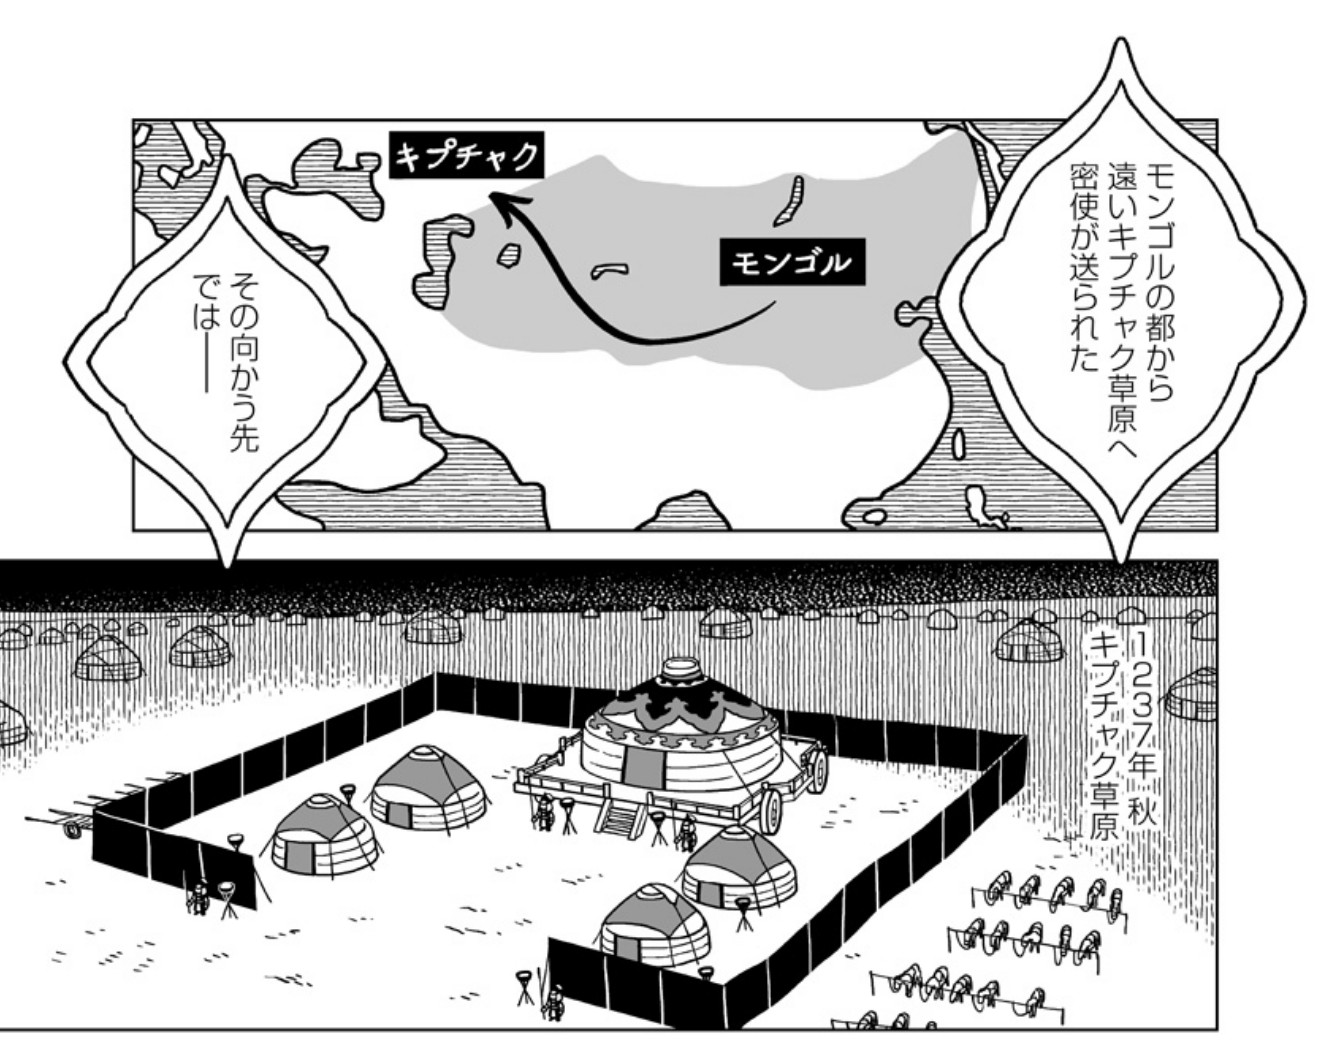 モンゴルの都から
遠いキプチャク草原へ
密使が送られた
モンゴル
キプチャク
その向かう先
では――
1237年 秋
キプチャク草原